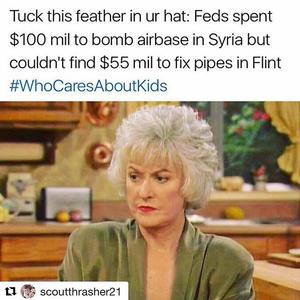 Tuck this feather in ur hat: Feds spent
$100 mil to bomb airbase in Syria but
couldn't find $55 mil to fix pipes in Flint
#WhoCaresAboutKids
scoutthrasher21